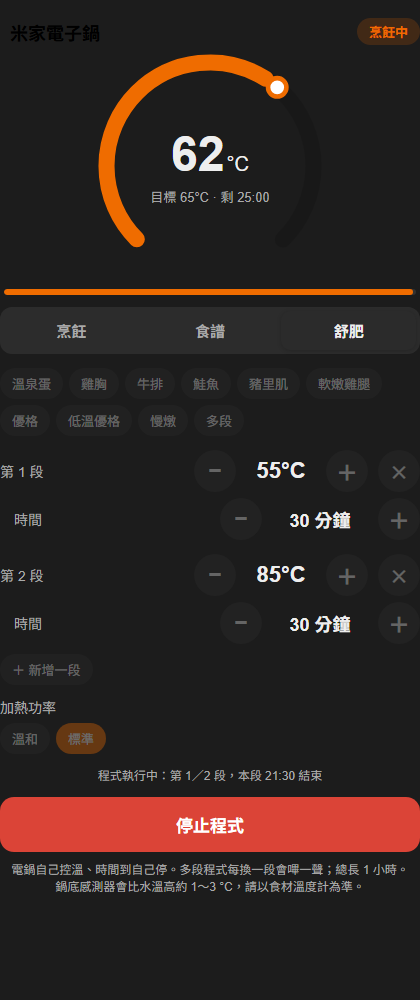 米家電子鍋
烹飪中
62°C
目標 65°C · 剩 25:00
烹飪 食譜 舒肥
溫泉蛋 雞胸 牛排 鮭魚 豬里肌 軟嫩雞腿
優格 低溫優格 慢燉 多段
第 1 段 − 55°C + ×
時間 − 30 分鐘 +
第 2 段 − 85°C + ×
時間 − 30 分鐘 +
＋ 新增一段
加熱功率
溫和 標準
程式執行中：第 1／2 段，本段 21:30 結束
停止程式
電鍋自己控溫、時間到自己停。多段程式每換一段會嗶一聲；總長 1 小時。
鍋底感測器會比水溫高約 1～3 °C，請以食材溫度計為準。